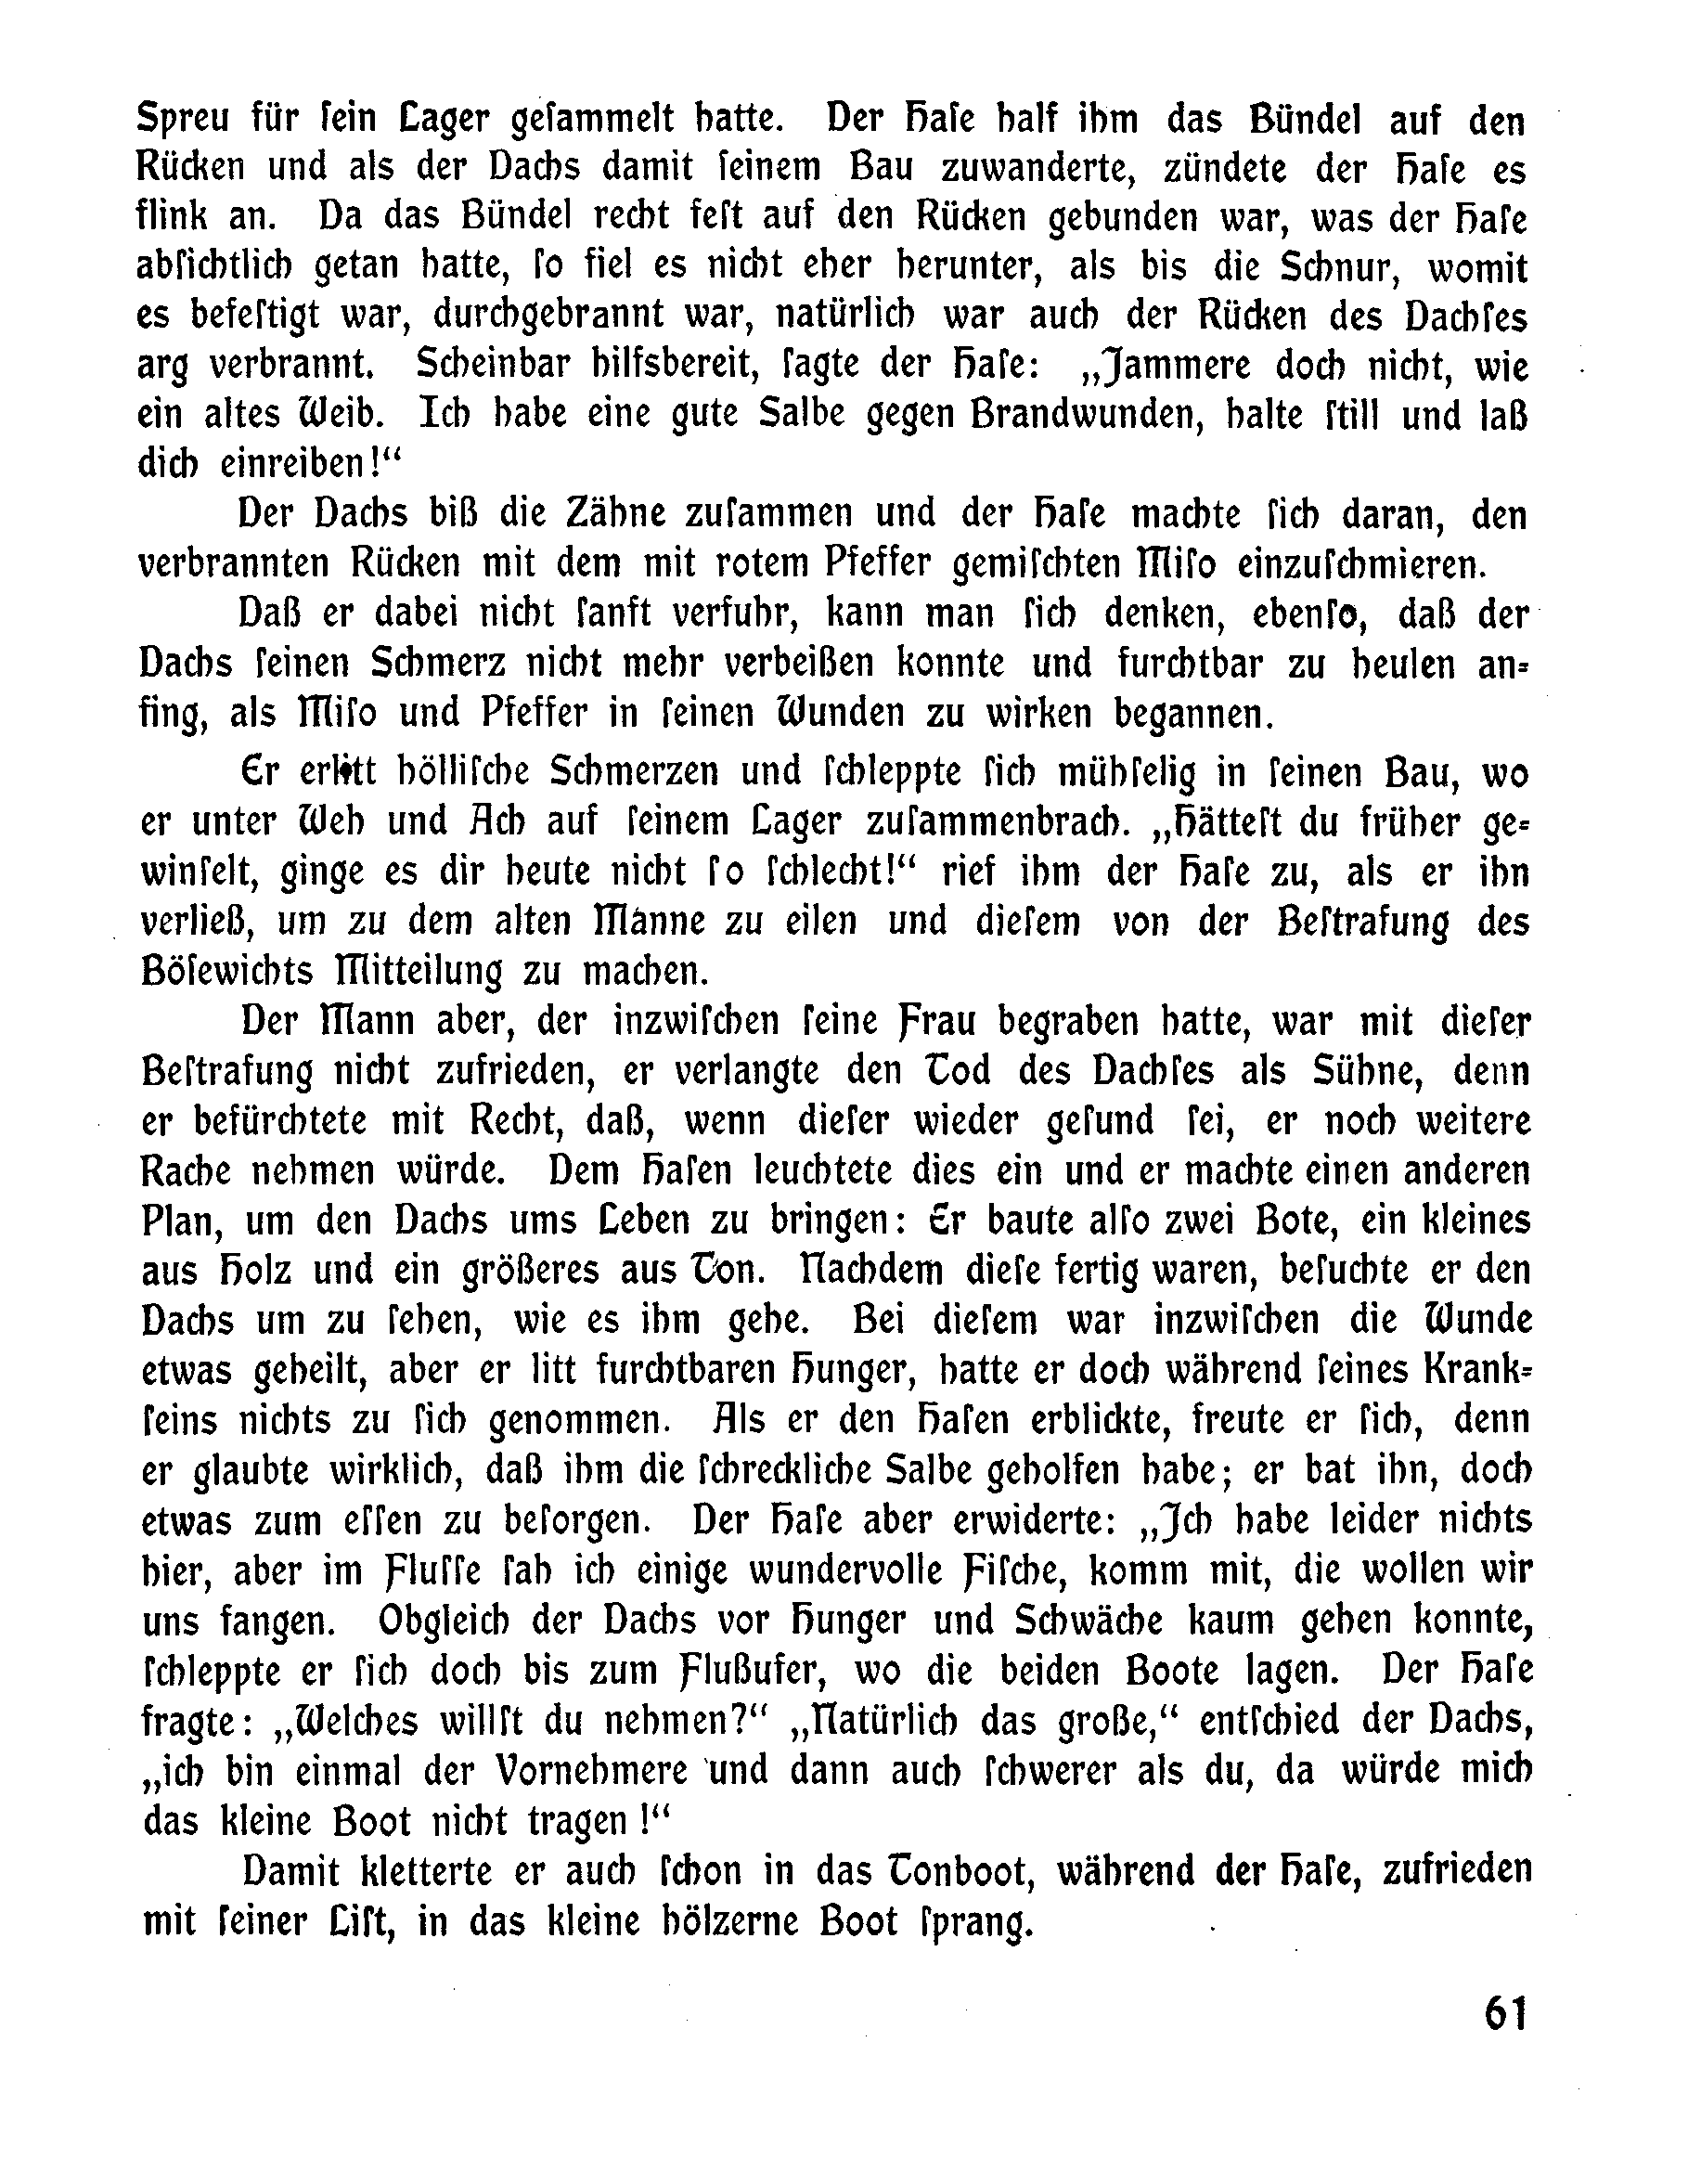 Spreu für ſein Lager geſammelt hatte. Der Haſe half ihm das Bündel auf den
Rücken und als der Dachs damit ſeinem Bau zuwanderte, zündete der Haſe es
flink an. Da das Bündel recht feſt auf den Rücken gebunden war, was der Haſe
abſichtlich getan hatte, ſo fiel es nicht eher herunter, als bis die Schnur, womit
es befeſtigt war, durchgebrannt war, natürlich war auch der Rücken des Dachſes
arg verbrannt. Scheinbar hilfsbereit, ſagte der Haſe: „Jammere doch nicht, wie
ein altes Weib. Ich habe eine gute Salbe gegen Brandwunden, halte ſtill und laß
dich einreiben!“
Der Dachs biß die Zähne zuſammen und der Haſe machte ſich daran, den
verbrannten Rücken mit dem mit rotem Pfeffer gemiſchten Miſo einzuſchmieren.
Daß er dabei nicht ſanft verfuhr, kann man ſich denken, ebenſo, daß der
Dachs ſeinen Schmerz nicht mehr verbeißen konnte und furchtbar zu heulen an-
fing, als Miſo und Pfeffer in ſeinen Wunden zu wirken begannen.
Er erlitt hölliſche Schmerzen und ſchleppte ſich mühſelig in ſeinen Bau, wo
er unter Weh und Ach auf ſeinem Lager zuſammenbrach. „Hätteſt du früher ge-
winſelt, ginge es dir heute nicht ſo ſchlecht!“ rief ihm der Haſe zu, als er ihn
verließ, um zu dem alten Manne zu eilen und dieſem von der Beſtrafung des
Böſewichts Mitteilung zu machen.
Der Mann aber, der inzwiſchen ſeine Frau begraben hatte, war mit dieſer
Beſtrafung nicht zufrieden, er verlangte den Tod des Dachſes als Sühne, denn
er befürchtete mit Recht, daß, wenn dieſer wieder geſund ſei, er noch weitere
Rache nehmen würde. Dem Haſen leuchtete dies ein und er machte einen anderen
Plan, um den Dachs ums Leben zu bringen: Er baute alſo zwei Bote, ein kleines
aus Holz und ein größeres aus Ton. Nachdem dieſe fertig waren, beſuchte er den
Dachs um zu ſehen, wie es ihm gehe. Bei dieſem war inzwiſchen die Wunde
etwas geheilt, aber er litt furchtbaren Hunger, hatte er doch während ſeines Krank-
ſeins nichts zu ſich genommen. Als er den Haſen erblickte, freute er ſich, denn
er glaubte wirklich, daß ihm die ſchreckliche Salbe geholfen habe; er bat ihn, doch
etwas zum eſſen zu beſorgen. Der Haſe aber erwiderte: „Ich habe leider nichts
hier, aber im Fluſſe ſah ich einige wundervolle Fiſche, komm mit, die wollen wir
uns fangen. Obgleich der Dachs vor Hunger und Schwäche kaum gehen konnte,
ſchleppte er ſich doch bis zum Flußufer, wo die beiden Boote lagen. Der Haſe
fragte: „Welches willſt du nehmen?“ „Natürlich das große,“ entſchied der Dachs,
„ich bin einmal der Vornehmere und dann auch ſchwerer als du, da würde mich
das kleine Boot nicht tragen!“
Damit kletterte er auch ſchon in das Tonboot, während der Haſe, zufrieden
mit ſeiner Liſt, in das kleine hölzerne Boot ſprang.
61